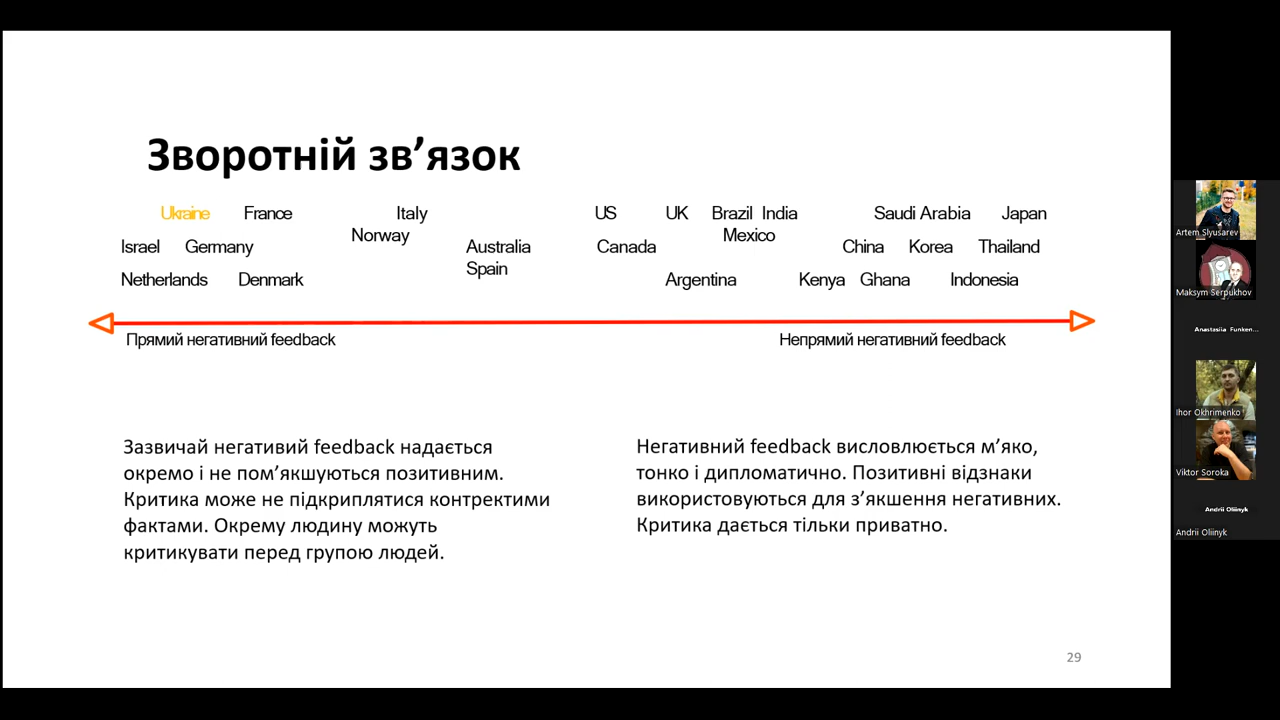 Зворотній зв’язок
Ukraine France Italy US UK Brazil India Saudi Arabia Japan
Norway Mexico
Israel Germany Australia Canada China Korea Thailand
Spain
Netherlands Denmark Argentina Kenya Ghana Indonesia
Прямий негативний feedback Непрямий негативний feedback
Зазвичай негативий feedback надається
окремо і не пом’якшуються позитивним.
Критика може не підкриплятися контректими
фактами. Окрему людину можуть
критикувати перед групою людей.
Негативний feedback висловлюється м’яко,
тонко і дипломатично. Позитивні відзнаки
використовуються для з’якшення негативних.
Критика дається тільки приватно.
29
Artem Slyusarev
Maksym Serpukhov
Anastasiia Funken...
Ihor Okhrimenko
Viktor Soroka
Andrii Oliinyk
Andrii Oliinyk